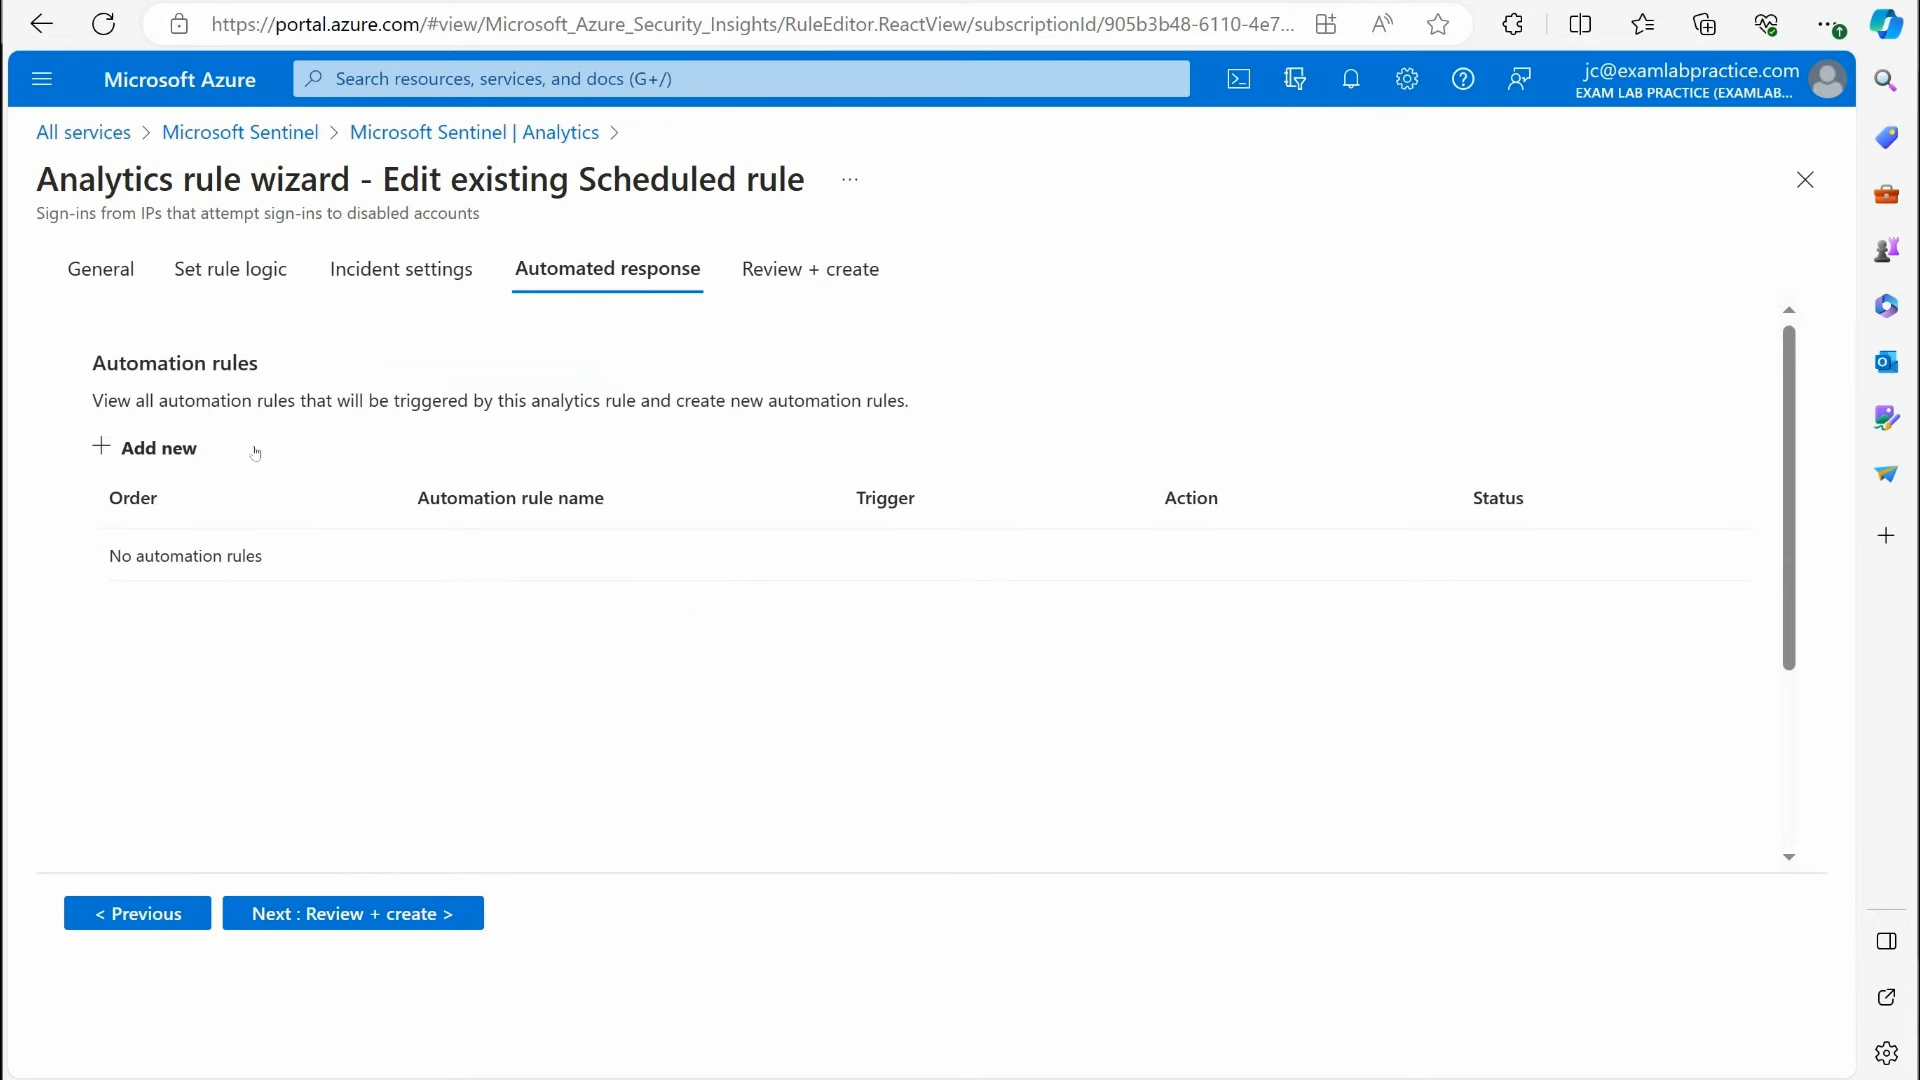 https://portal.azure.com/#view/Microsoft_Azure_Security_Insights/RuleEditor.ReactView/subscriptionId/905b3b48-6110-4e7...
Microsoft Azure
Search resources, services, and docs (G+/)
jc@examlabpractice.com
EXAM LAB PRACTICE (EXAMLAB...
All services > Microsoft Sentinel > Microsoft Sentinel | Analytics >
Analytics rule wizard - Edit existing Scheduled rule ...
Sign-ins from IPs that attempt sign-ins to disabled accounts
General Set rule logic Incident settings Automated response Review + create
Automation rules
View all automation rules that will be triggered by this analytics rule and create new automation rules.
+ Add new
Order Automation rule name Trigger Action Status
No automation rules
< Previous Next : Review + create >